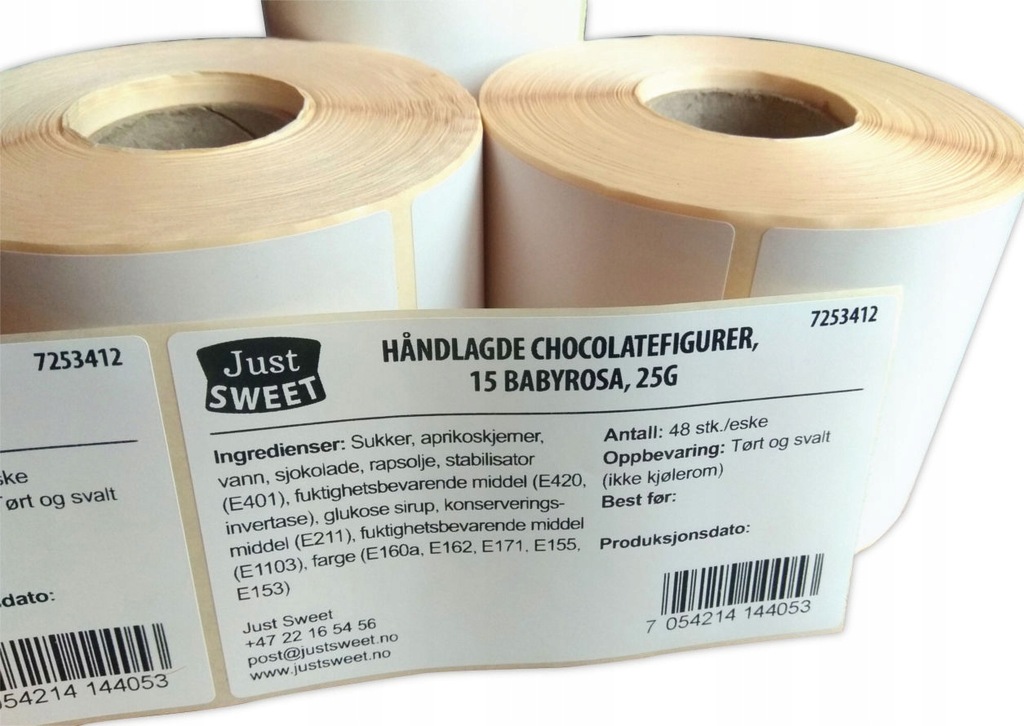 7253412
ske
Tørt og svalt
dato:
054214 144053
Just
SWEET
HÅNDLAGDE CHOCOLATEFIGURER,
15 BABYROSA, 25G
7253412
Ingredienser: Sukker, aprikoskjerner,
vann, sjokolade, rapsolje, stabilisator
(E401), fuktighetsbevarende middel (E420,
invertase), glukose sirup, konserverings-
middel (E211), fuktighetsbevarende middel
(E1103), farge (E160a, E162, E171, E155,
E153)
Just Sweet
+47 22 16 54 56
post@justsweet.no
www.justsweet.no
Antall: 48 stk./eske
Oppbevaring: Tørt og svalt
(ikke kjølerom)
Best før:
Produksjonsdato:
7 054214 144053